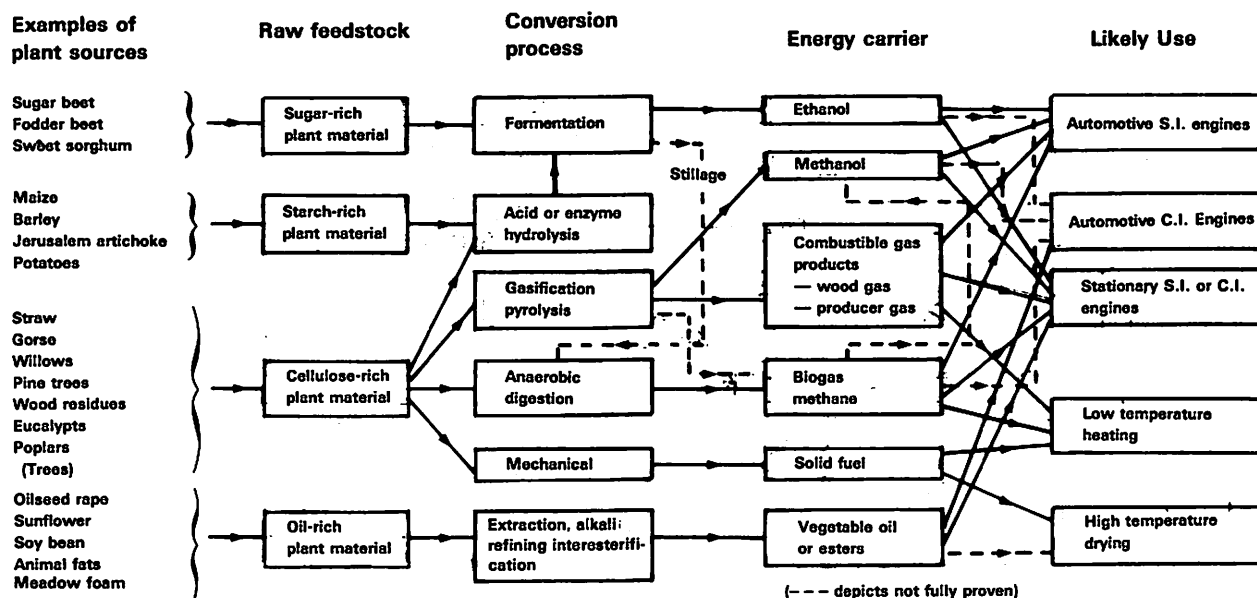 Examples of
plant sources
Raw feedstock
Conversion
process
Energy carrier
Likely Use
Sugar beet
Fodder beet
Sweet sorghum
Sugar-rich
plant material
Fermentation
Ethanol
Automotive S.I. engines
Methanol
Stillage
Maize
Barley
Jerusalem artichoke
Potatoes
Starch-rich
plant material
Acid or enzyme
hydrolysis
Automotive C.I. Engines
Gasification
pyrolysis
Combustible gas
products
— wood gas
— producer gas
Stationary S.I. or C.I.
engines
Straw
Gorse
Willows
Pine trees
Wood residues
Eucalypts
Poplars
(Trees)
Cellulose-rich
plant material
Anaerobic
digestion
Biogas
methane
Low temperature
heating
Mechanical
Solid fuel
Oilseed rape
Sunflower
Soy bean
Animal fats
Meadow foam
Oil-rich
plant material
Extraction, alkali
refining interesterifi-
cation
Vegetable oil
or esters
High temperature
drying
(--- depicts not fully proven)